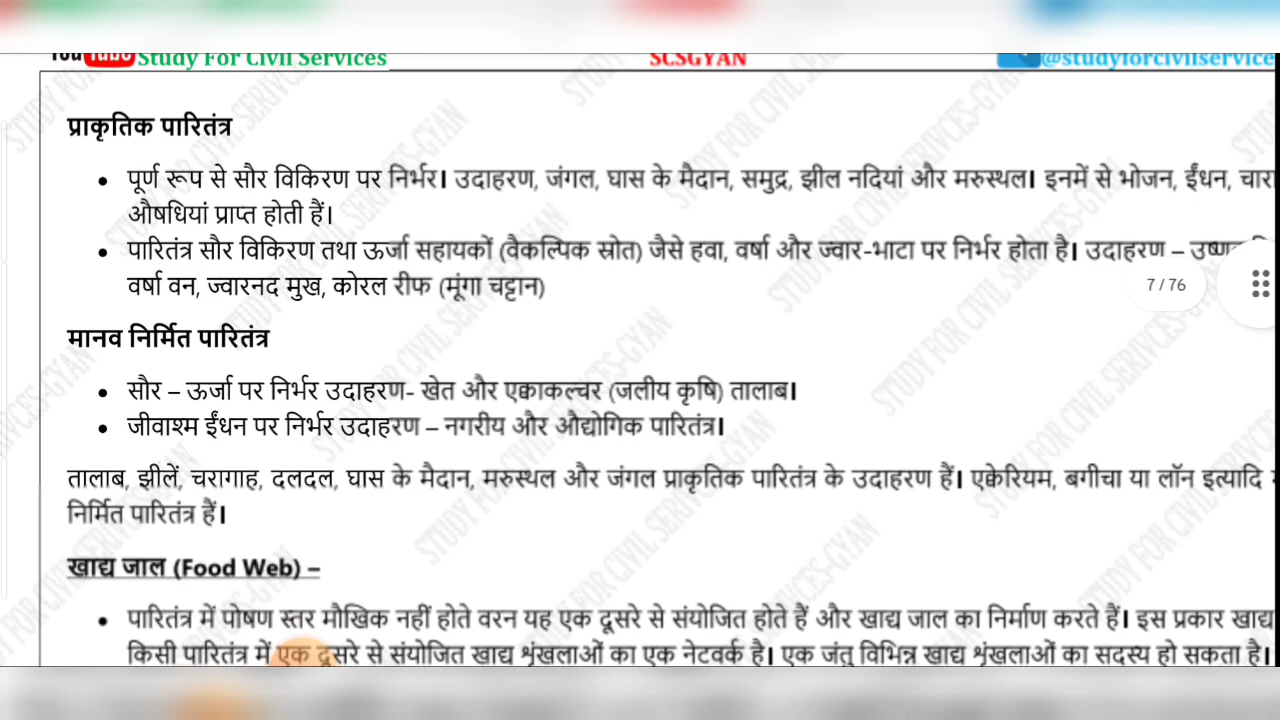 YouTube Study For Civil Services SCSGYAN @studyforcivilservice
प्राकृतिक पारितंत्र
• पूर्ण रूप से सौर विकिरण पर निर्भर। उदाहरण, जंगल, घास के मैदान, समुद्र, झील नदियां और मरुस्थल। इनमें से भोजन, ईंधन, चारा
औषधियां प्राप्त होती हैं।
• पारितंत्र सौर विकिरण तथा ऊर्जा सहायकों (वैकल्पिक स्रोत) जैसे हवा, वर्षा और ज्वार-भाटा पर निर्भर होता है। उदाहरण –
7 / 76
वर्षा वन, ज्वारनद मुख, कोरल रीफ (मूंगा चट्टान)
मानव निर्मित पारितंत्र
• सौर – ऊर्जा पर निर्भर उदाहरण- खेत और एक्वाकल्चर (जलीय कृषि) तालाब।
• जीवाश्म ईंधन पर निर्भर उदाहरण – नगरीय और औद्योगिक पारितंत्र।
तालाब, झीलें, चरागाह, दलदल, घास के मैदान, मरुस्थल और जंगल प्राकृतिक पारितंत्र के उदाहरण हैं। एक्वेरियम, बगीचा या लॉन इत्यादि
निर्मित पारितंत्र हैं।
खाद्य जाल (Food Web) –
• पारितंत्र में पोषण स्तर मौखिक नहीं होते वरन यह एक दूसरे से संयोजित होते हैं और खाद्य जाल का निर्माण करते हैं। इस प्रकार खाद्य
किसी पारितंत्र में एक दूसरे से संयोजित खाद्य शृंखलाओं का एक नेटवर्क है। एक जंतु विभिन्न खाद्य शृंखलाओं का सदस्य हो सकता है।